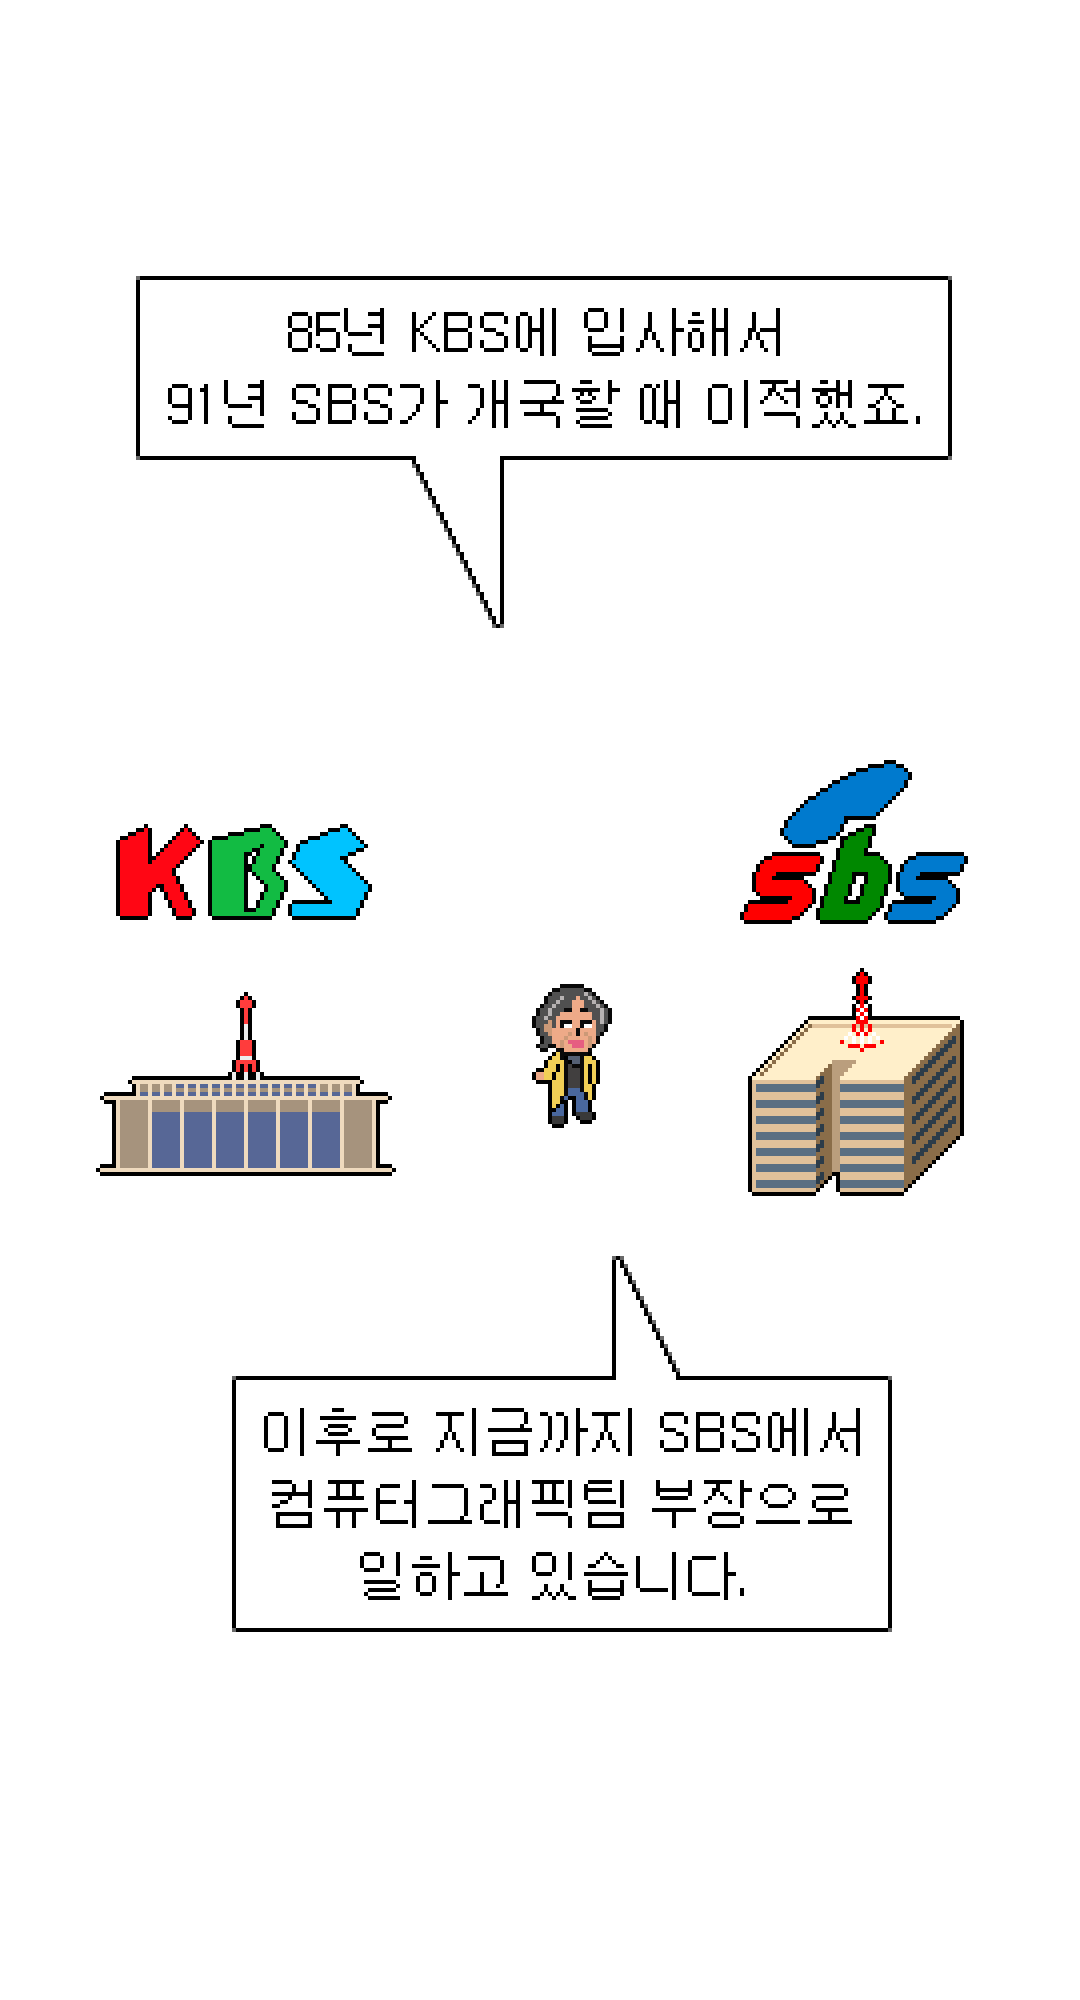 85년 KBS에 입사해서
91년 SBS가 개국할 때 이적했죠.
KBS
sbs
이후로 지금까지 SBS에서
컴퓨터그래픽팀 부장으로
일하고 있습니다.